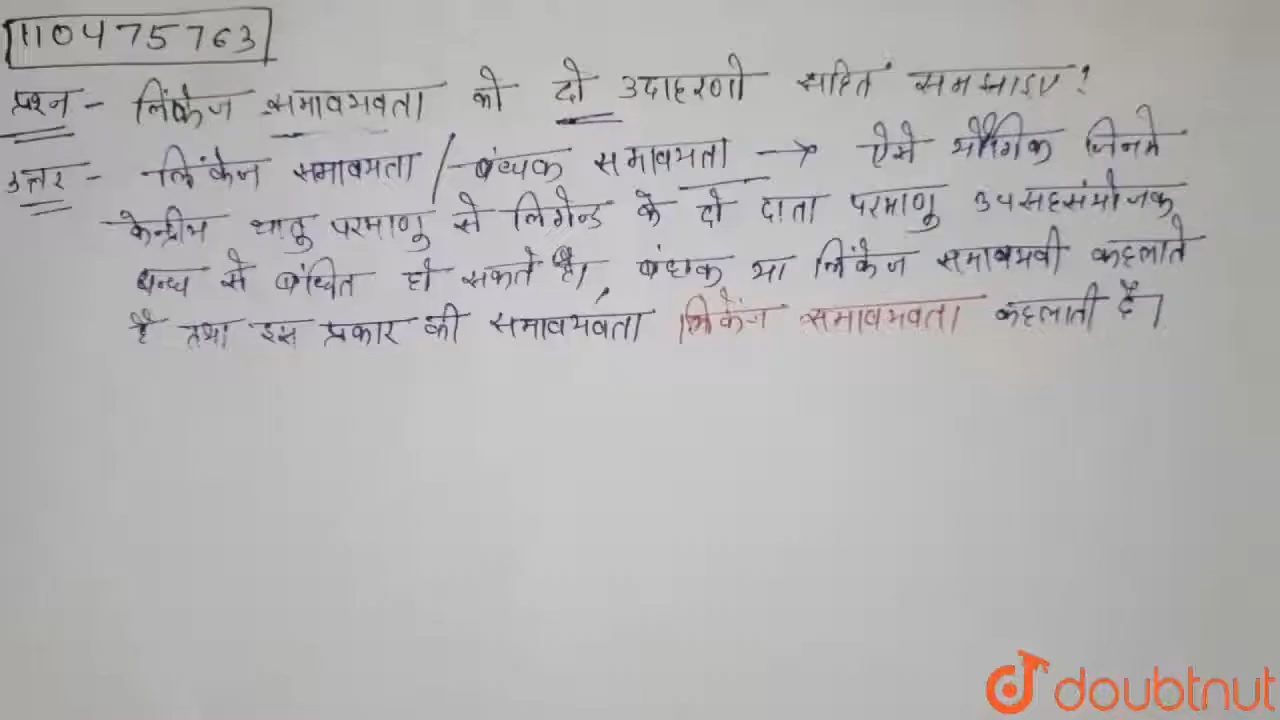 110475763
प्रश्न - लिंकेज समावयवता को दो उदाहरणो सहित समझाइए?
उत्तर - लिंकेज समावयता / बंध्यक समावयता → ऐसे यौगिक जिनमे
केन्द्रीय धातु परमाणु से लिगेन्ड के दो दाता परमाणु उपसहसंयोजक
बन्ध से बंधित हो सकते है। बंधक या लिंकेज समावयवी कहलाते
है तथा इस प्रकार की समावयवता लिंकेज समावयवता कहलाती है।
doubtnut